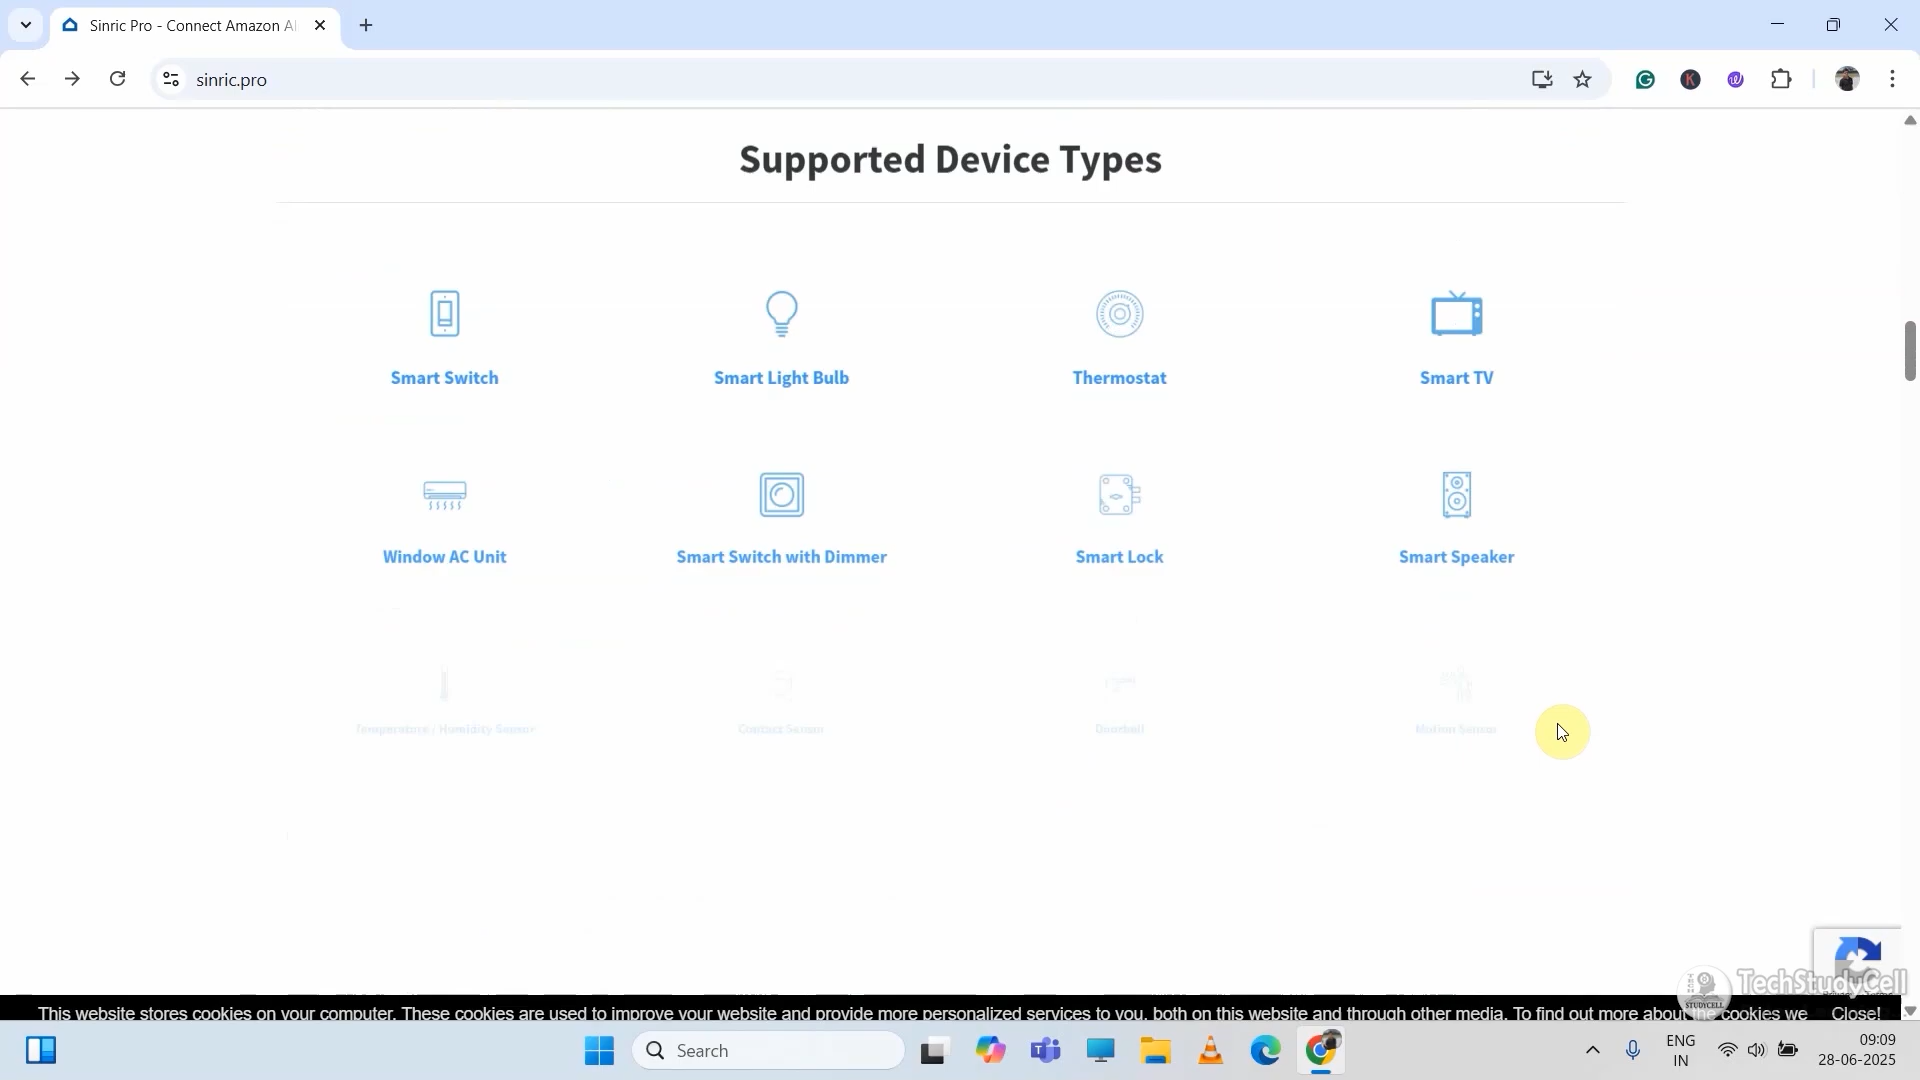 Sinric Pro - Connect Amazon Al
sinric.pro
Supported Device Types
Smart Switch
Smart Light Bulb
Thermostat
Smart TV
Window AC Unit
Smart Switch with Dimmer
Smart Lock
Smart Speaker
Temperature / Humidity Sensor
Contact Sensor
Doorbell
Motion Sensor
TechStudyCell
STUDYCELL
This website stores cookies on your computer. These cookies are used to improve your website and provide more personalized services to you, both on this website and through other media. To find out more about the cookies we
Close!
Search
ENG
IN
09:09
28-06-2025